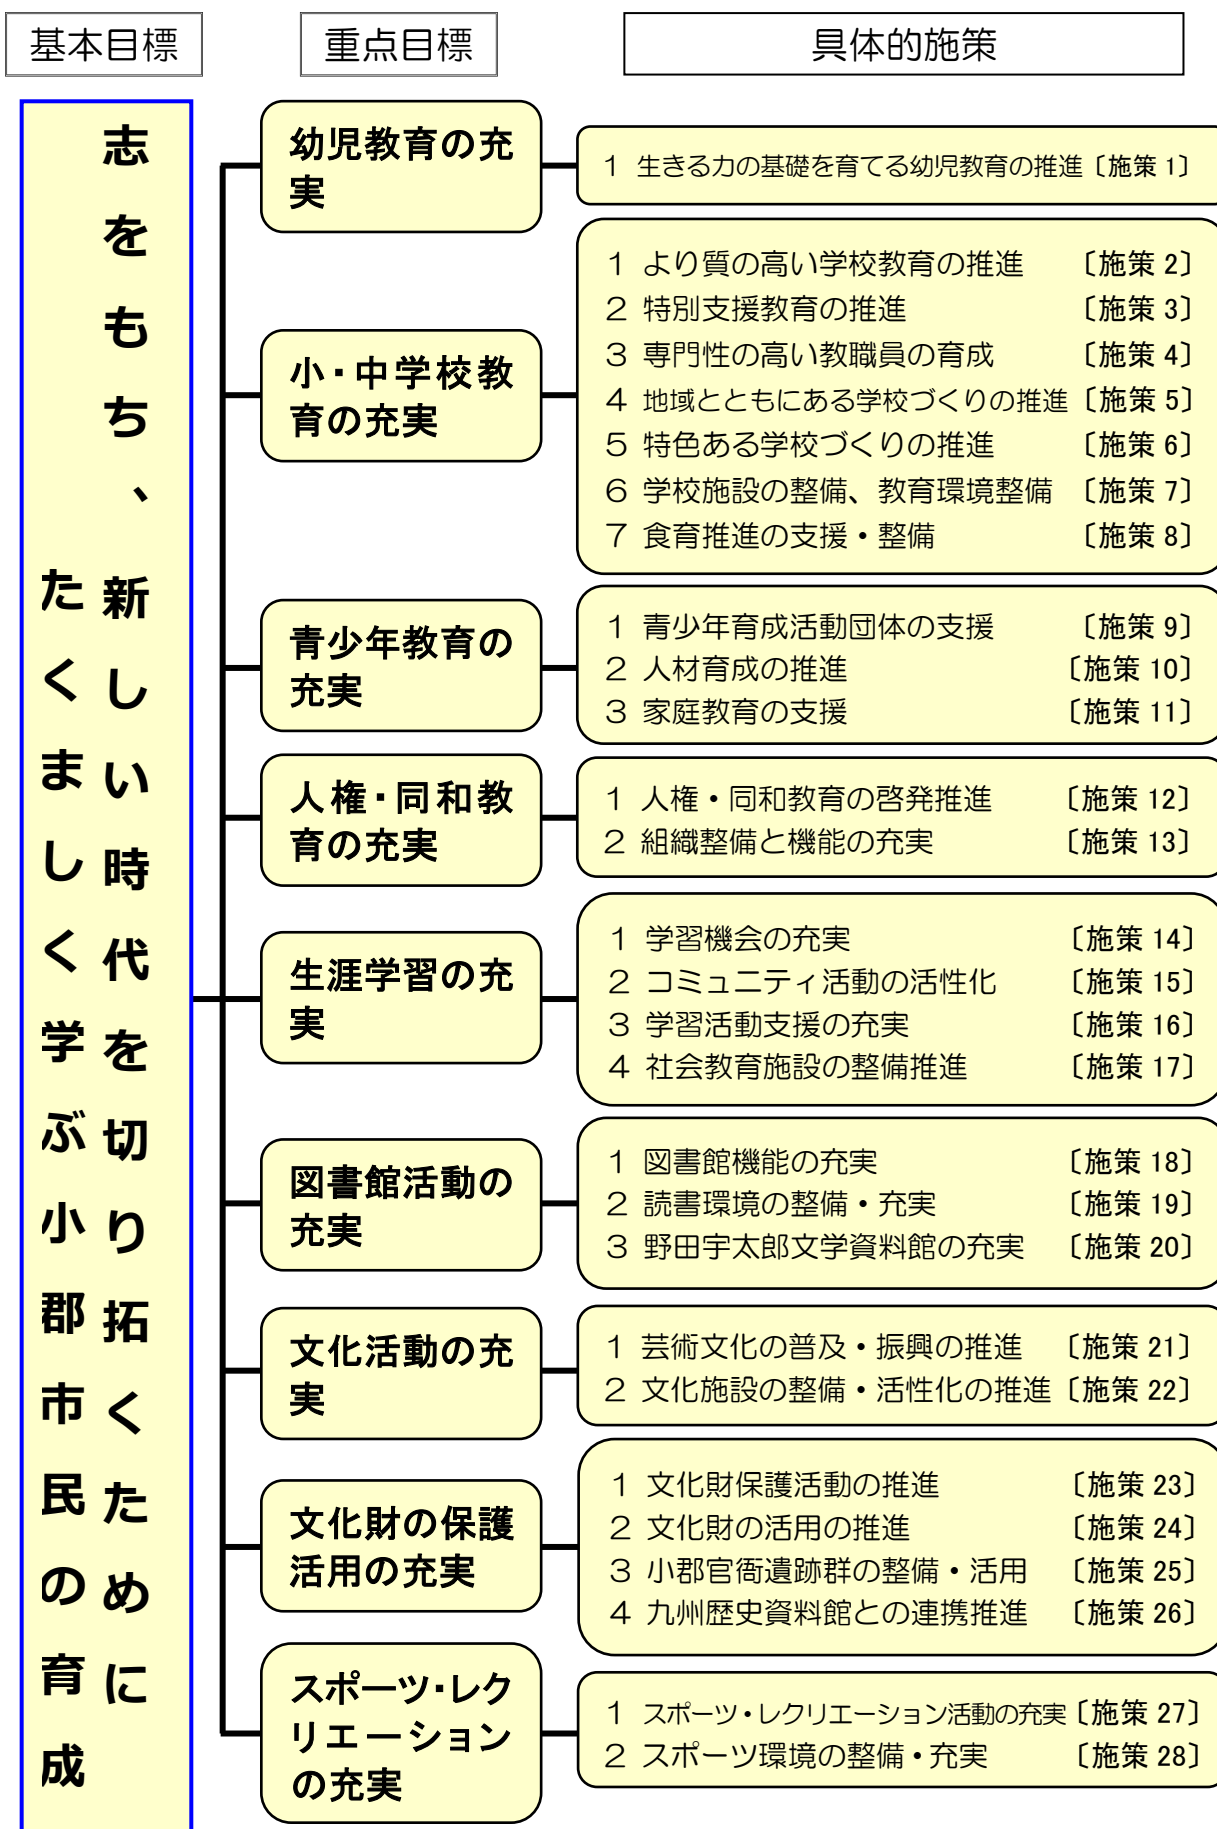 基本目標
重点目標
具体的施策
志をもち、新しい時代を切り拓くために
たくましく学ぶ小郡市民の育成
幼児教育の充
実
1 生きる力の基礎を育てる幼児教育の推進〔施策 1〕
小・中学校教
育の充実
1 より質の高い学校教育の推進 〔施策 2〕
2 特別支援教育の推進 〔施策 3〕
3 専門性の高い教職員の育成 〔施策 4〕
4 地域とともにある学校づくりの推進〔施策 5〕
5 特色ある学校づくりの推進 〔施策 6〕
6 学校施設の整備、教育環境整備 〔施策 7〕
7 食育推進の支援・整備 〔施策 8〕
青少年教育の
充実
1 青少年育成活動団体の支援 〔施策 9〕
2 人材育成の推進 〔施策 10〕
3 家庭教育の支援 〔施策 11〕
人権・同和教
育の充実
1 人権・同和教育の啓発推進 〔施策 12〕
2 組織整備と機能の充実 〔施策 13〕
生涯学習の充
実
1 学習機会の充実 〔施策 14〕
2 コミュニティ活動の活性化 〔施策 15〕
3 学習活動支援の充実 〔施策 16〕
4 社会教育施設の整備推進 〔施策 17〕
図書館活動の
充実
1 図書館機能の充実 〔施策 18〕
2 読書環境の整備・充実 〔施策 19〕
3 野田宇太郎文学資料館の充実 〔施策 20〕
文化活動の充
実
1 芸術文化の普及・振興の推進 〔施策 21〕
2 文化施設の整備・活性化の推進〔施策 22〕
文化財の保護
活用の充実
1 文化財保護活動の推進 〔施策 23〕
2 文化財の活用の推進 〔施策 24〕
3 小郡官衙遺跡群の整備・活用 〔施策 25〕
4 九州歴史資料館との連携推進 〔施策 26〕
スポーツ・レク
リエーション
の充実
1 スポーツ・レクリエーション活動の充実〔施策 27〕
2 スポーツ環境の整備・充実 〔施策 28〕